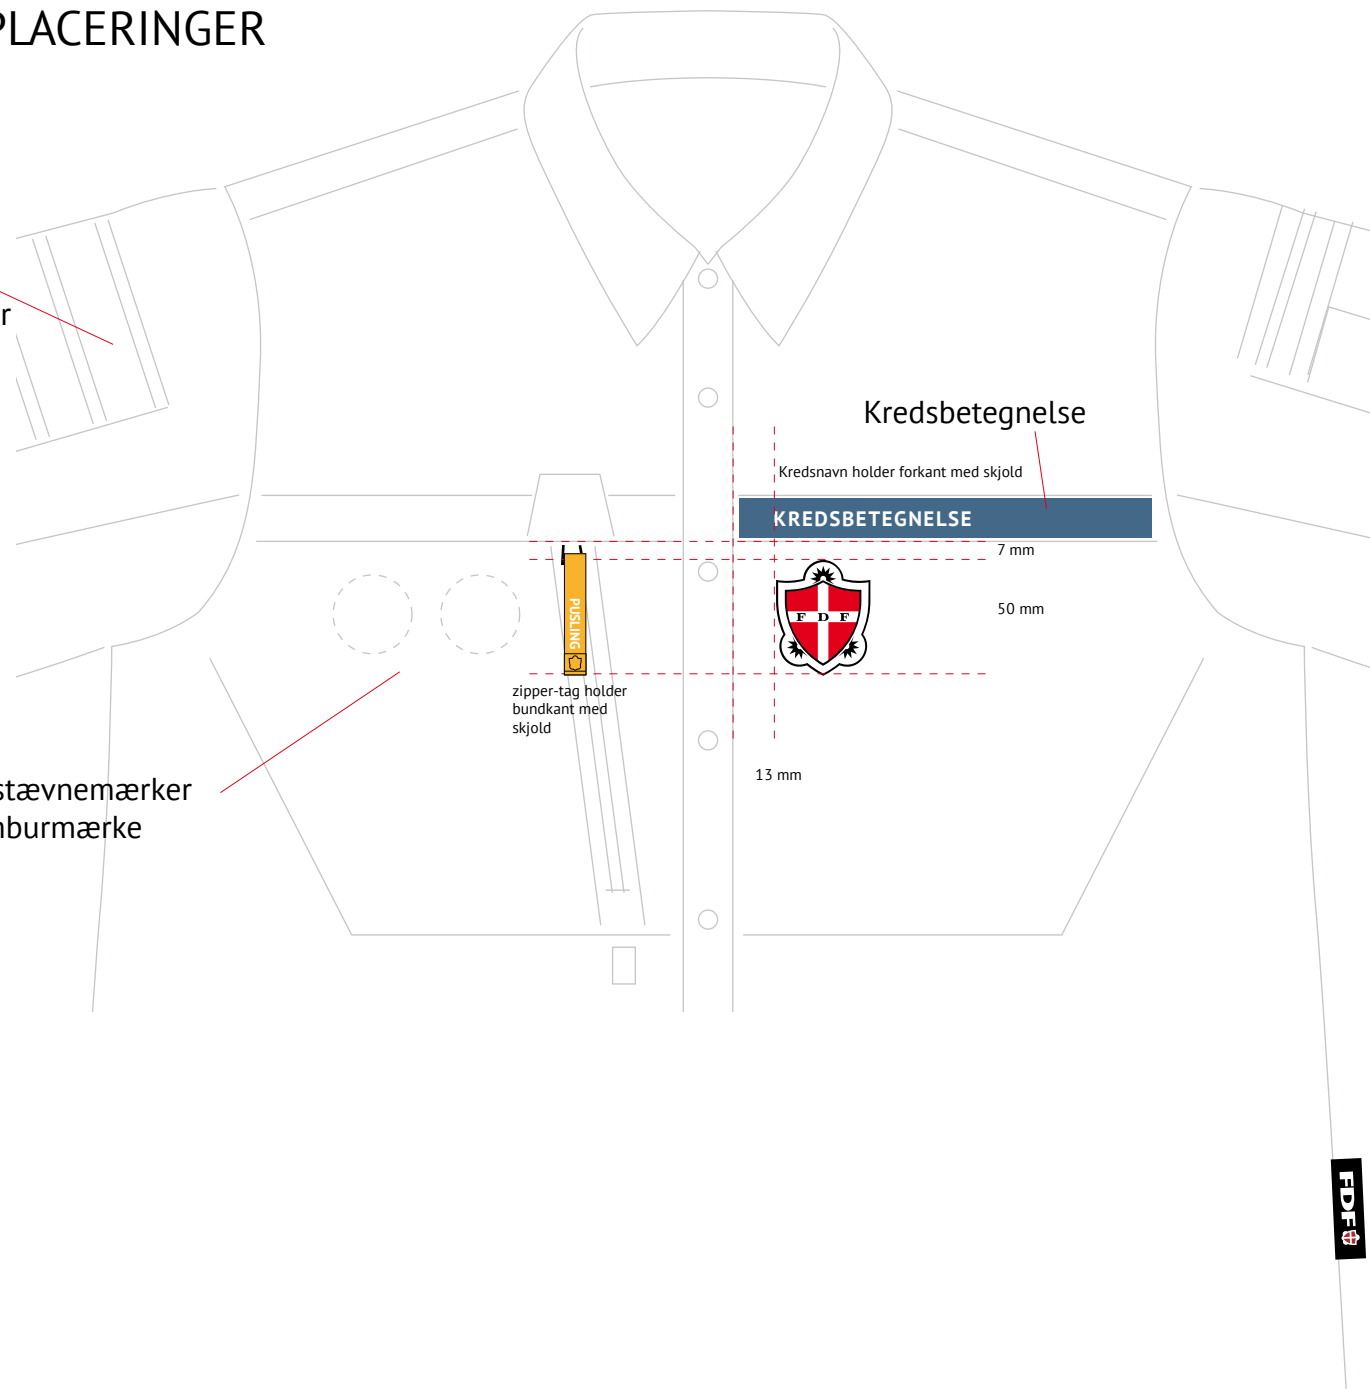 PLACERINGER
r
Kredsbetegnelse
Kredsnavn holder forkant med skjold
KREDSBETEGNELSE
7 mm
50 mm
F D F
PUSLING
zipper-tag holder
bundkant med
skjold
13 mm
stævnemærker
nburmærke
FDF